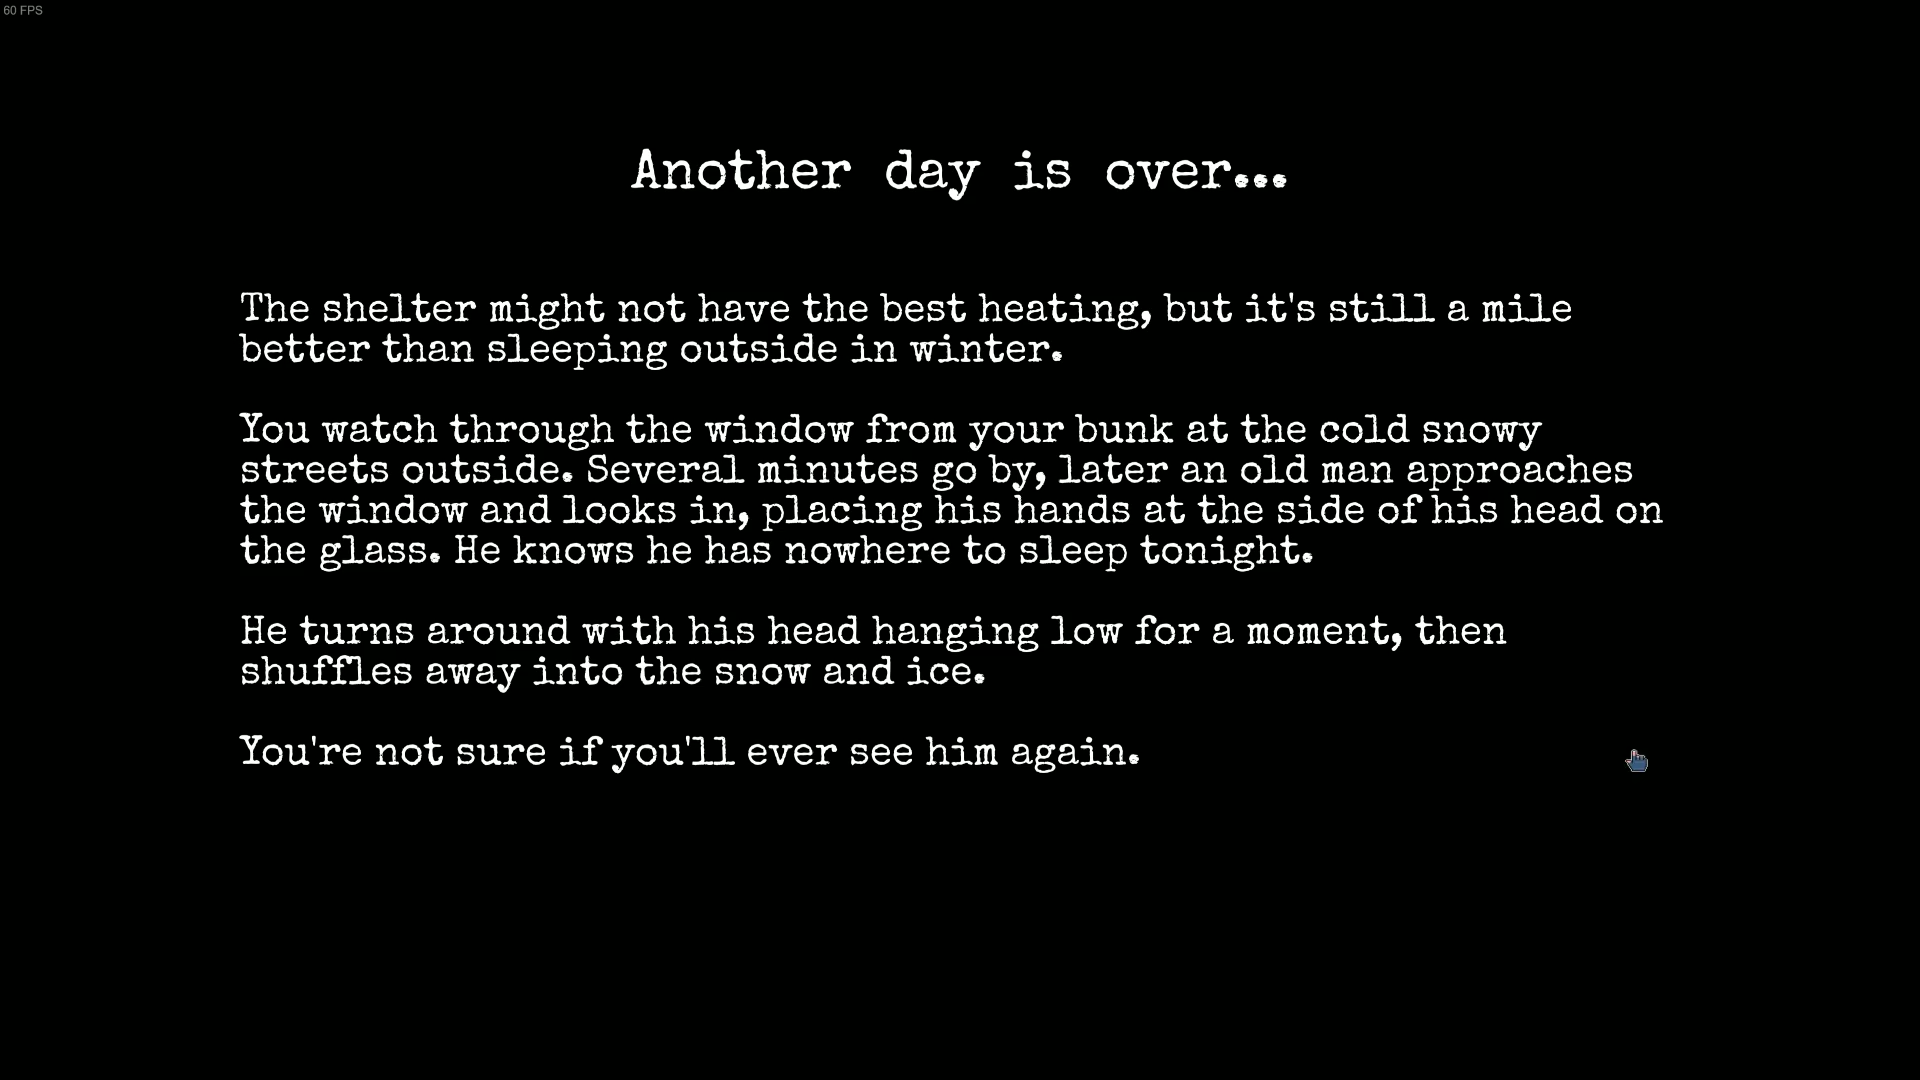 60 FPS
Another day is over...
The shelter might not have the best heating, but it's still a mile
better than sleeping outside in winter.
You watch through the window from your bunk at the cold snowy
streets outside. Several minutes go by, later an old man approaches
the window and looks in, placing his hands at the side of his head on
the glass. He knows he has nowhere to sleep tonight.
He turns around with his head hanging low for a moment, then
shuffles away into the snow and ice.
You're not sure if you'll ever see him again.